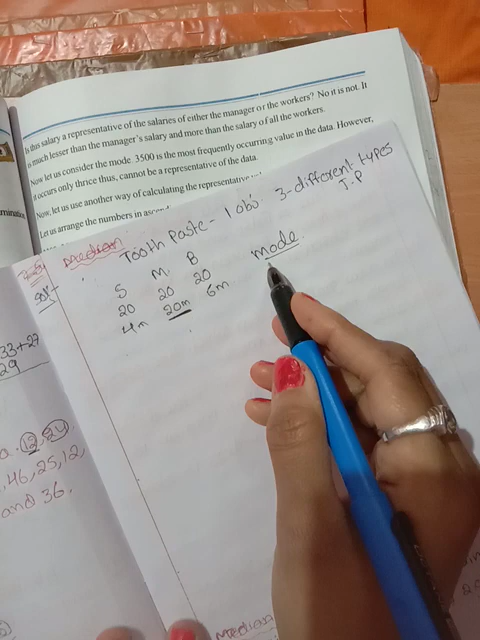 Is this salary a representative of the salaries of either the manager or the workers? No it is not. It
is much lesser than the manager's salary and more than the salary of all the workers.
Now let us consider the mode. 3500 is the most frequently occurring value in the data. However,
it occurs only thrice thus, cannot be a representative of the data.
Now, let us use another way of calculating the representative
Let us arrange the numbers in
Median
Tooth Paste - 1 obs. 3-different types
T.P
S M. B
20 20 20
4m 20m 6m
mode.
33+27
29
12, 24,
, 46, 25, 12,
and 36.
Median